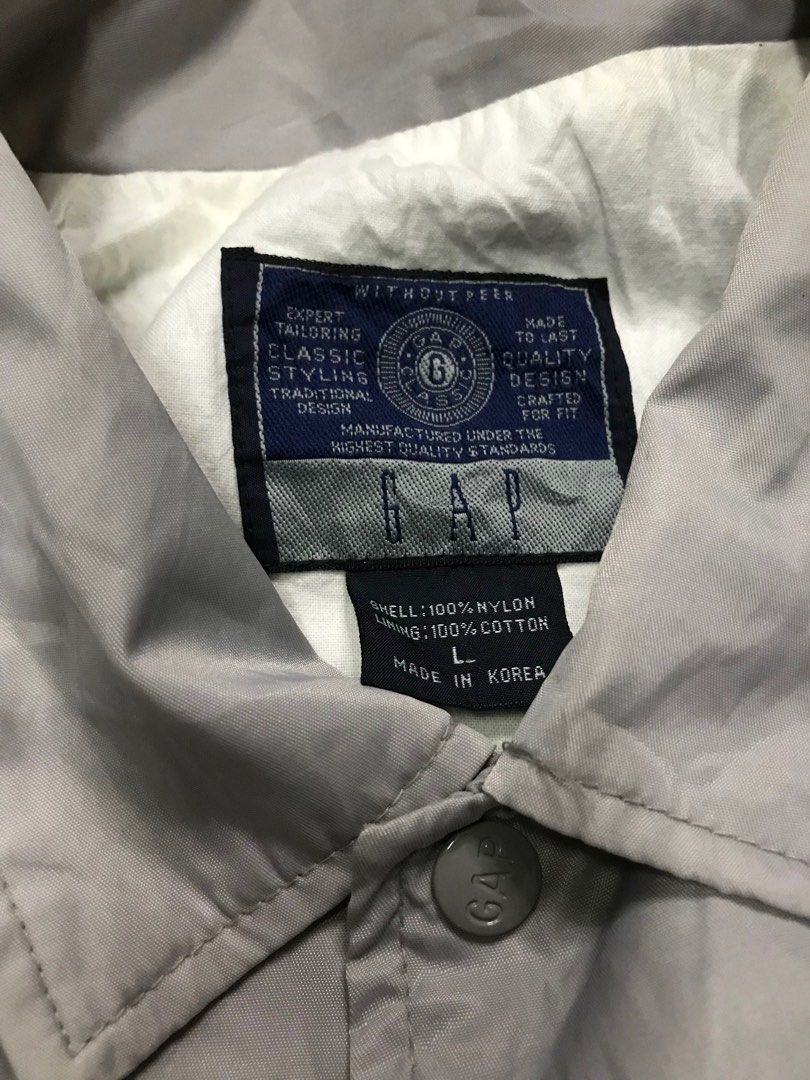 WITHOUT PEER
EXPERT
TAILORING
CLASSIC
STYLING
TRADITIONAL
DESIGN
GAP
G
CLASSIC
MADE
TO LAST
QUALITY
DESIGN
CRAFTED
FOR FIT
MANUFACTURED UNDER THE
HIGHEST QUALITY STANDARDS
GAP
SHELL:100% NYLON
LINING:100% COTTON
L
MADE IN KOREA
GAP